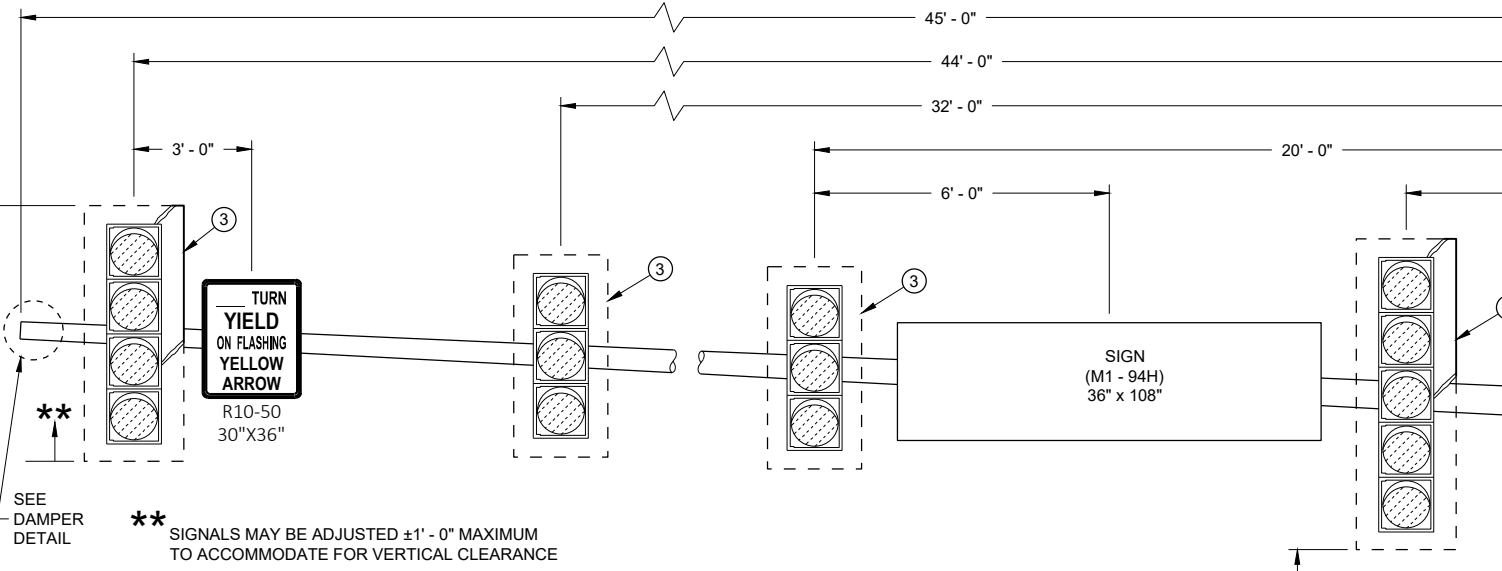 45' - 0"
44' - 0"
32' - 0"
3' - 0"
20' - 0"
6' - 0"
3
3
3
___ TURN
YIELD
ON FLASHING
YELLOW
ARROW
R10-50
30"X36"
SIGN
(M1 - 94H)
36" x 108"
**
SEE
DAMPER
DETAIL
** SIGNALS MAY BE ADJUSTED ±1' - 0" MAXIMUM
TO ACCOMMODATE FOR VERTICAL CLEARANCE